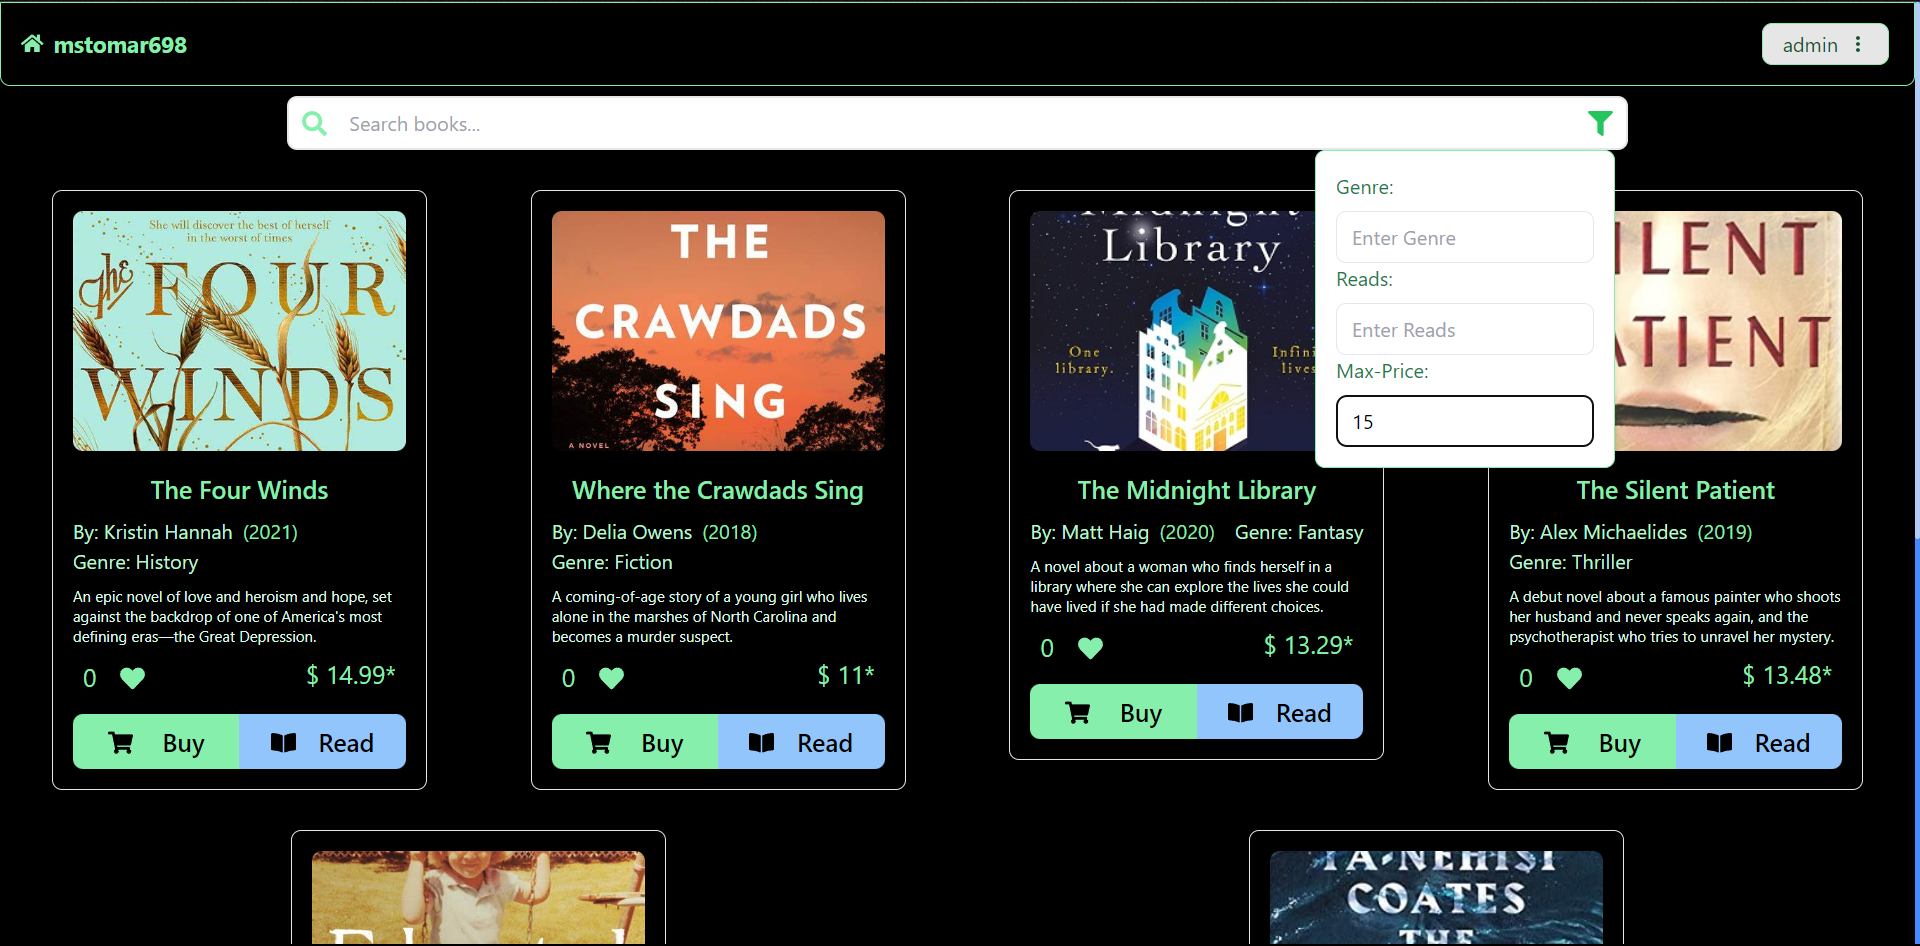 mstomar698
admin
Search books...
Genre:
Enter Genre
Reads:
Enter Reads
Max-Price:
15
She will discover the best of herself
in the worst of times
The FOUR
WINDS
The Four Winds
By: Kristin Hannah (2021)
Genre: History
An epic novel of love and heroism and hope, set
against the backdrop of one of America's most
defining eras—the Great Depression.
0
$ 14.99*
Buy
Read
THE
CRAWDADS
SING
A NOVEL
Where the Crawdads Sing
By: Delia Owens (2018)
Genre: Fiction
A coming-of-age story of a young girl who lives
alone in the marshes of North Carolina and
becomes a murder suspect.
0
$ 11*
Buy
Read
Midnight
Library
One
library.
Infini
lives
The Midnight Library
By: Matt Haig (2020) Genre: Fantasy
A novel about a woman who finds herself in a
library where she can explore the lives she could
have lived if she had made different choices.
0
$ 13.29*
Buy
Read
ILENT
ATIENT
The Silent Patient
By: Alex Michaelides (2019)
Genre: Thriller
A debut novel about a famous painter who shoots
her husband and never speaks again, and the
psychotherapist who tries to unravel her mystery.
0
$ 13.48*
Buy
Read
TA-NEHISI
COATES
THE